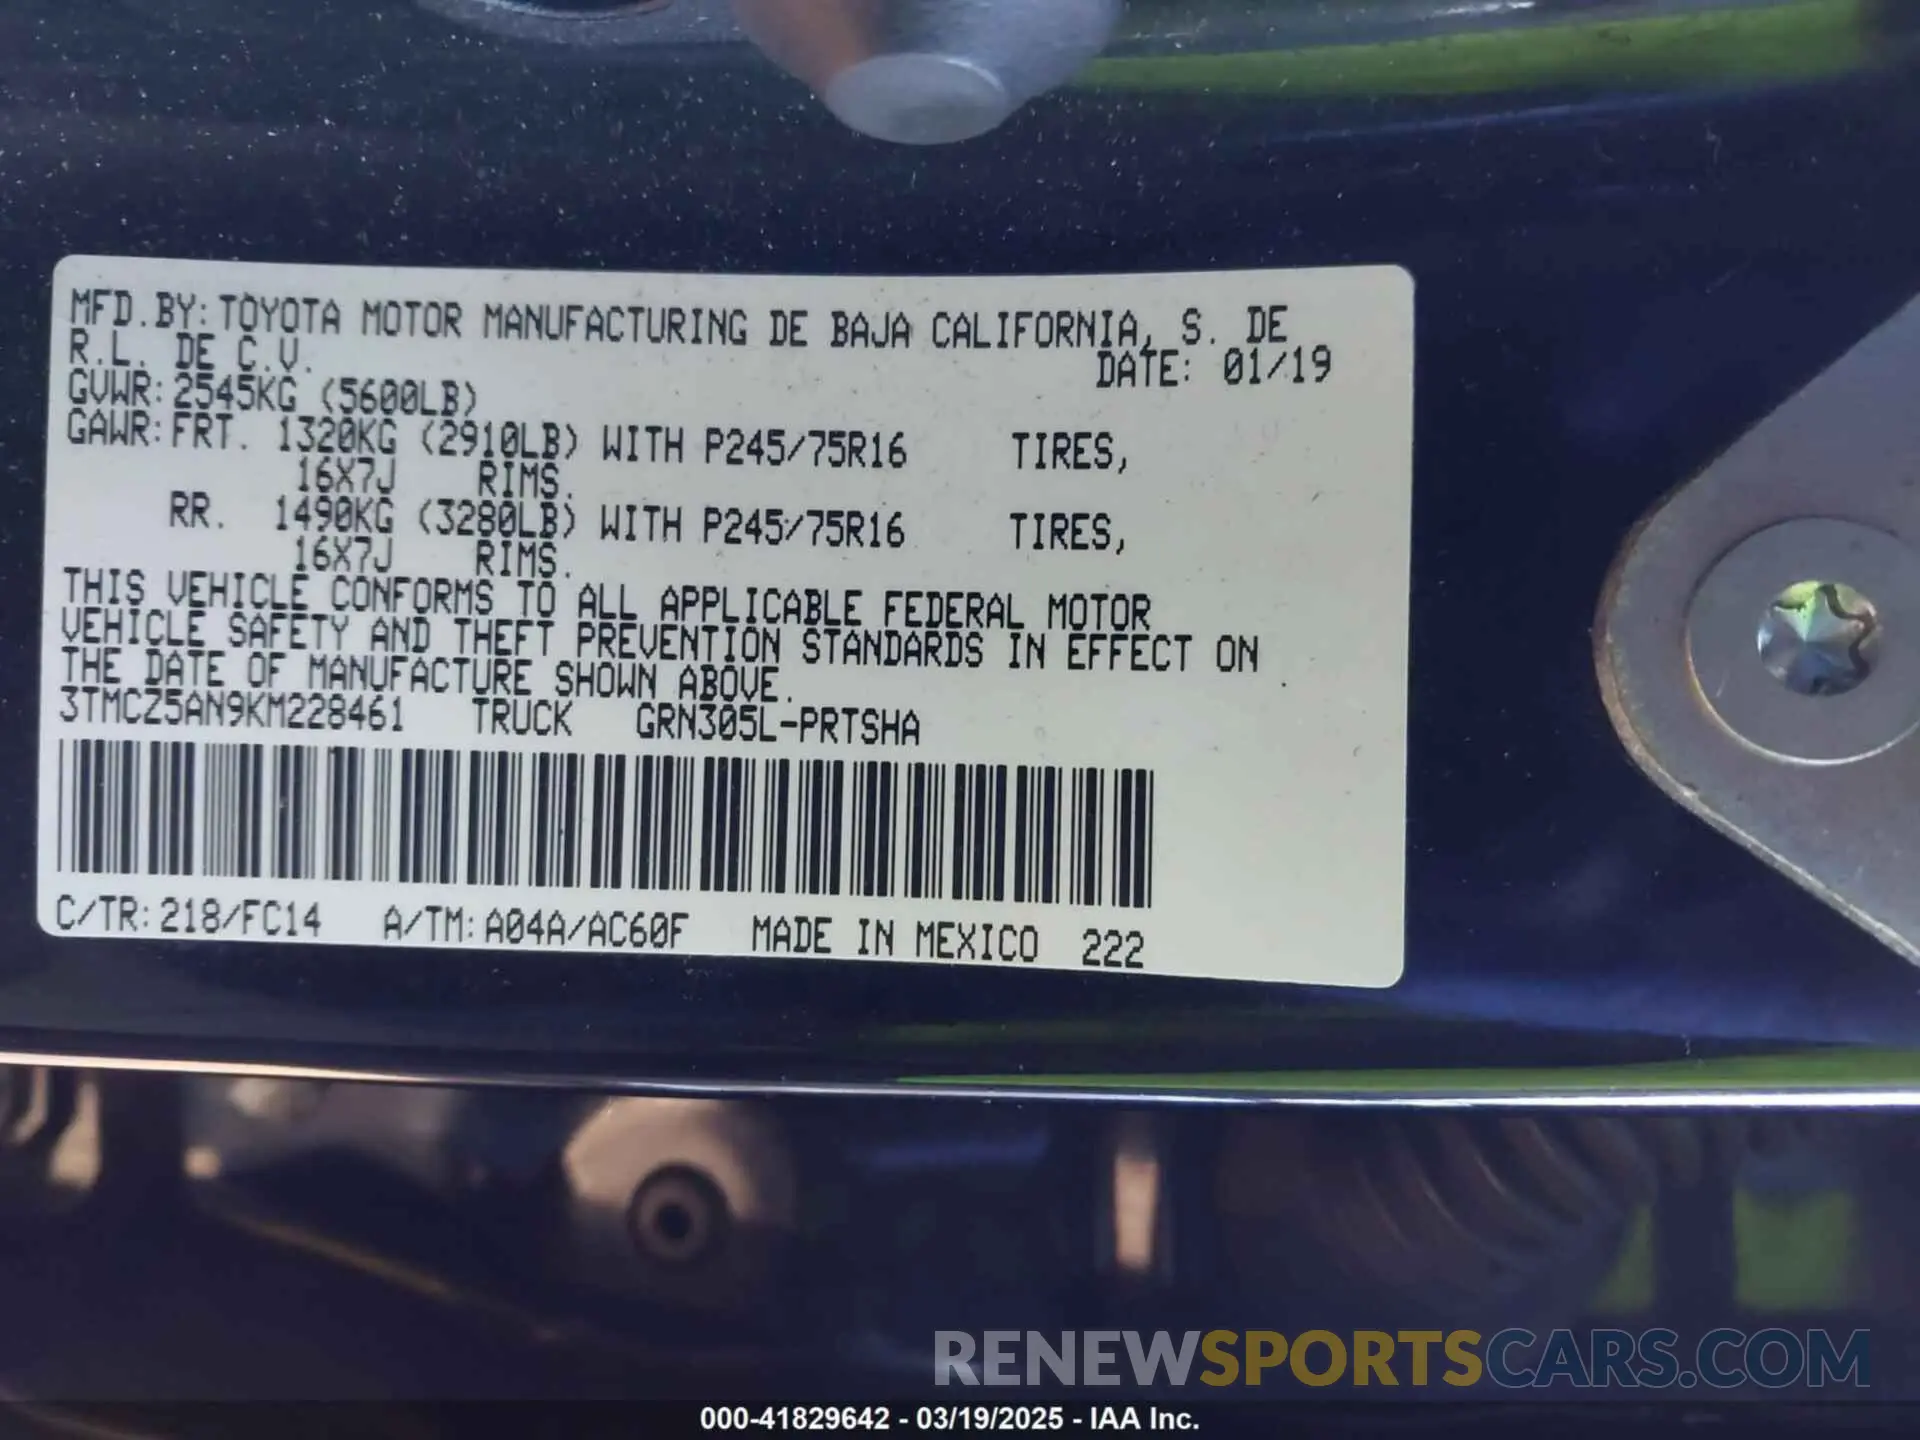 MFD.BY: TOYOTA MOTOR MANUFACTURING DE BAJA CALIFORNIA, S. DE
R.L. DE C.V. DATE: 01/19
GVWR: 2545KG (5600LB)
GAWR: FRT. 1320KG (2910LB) WITH P245/75R16 TIRES,
16X7J RIMS.
RR. 1490KG (3280LB) WITH P245/75R16 TIRES,
16X7J RIMS.
THIS VEHICLE CONFORMS TO ALL APPLICABLE FEDERAL MOTOR
VEHICLE SAFETY AND THEFT PREVENTION STANDARDS IN EFFECT ON
THE DATE OF MANUFACTURE SHOWN ABOVE.
3TMCZ5AN9KM228461 TRUCK GRN305L-PRTSHA
C/TR: 218/FC14 A/TM: A04A/AC60F MADE IN MEXICO 222
RENEWSPORTSCARS.COM
000-41829642 - 03/19/2025 - IAA Inc.